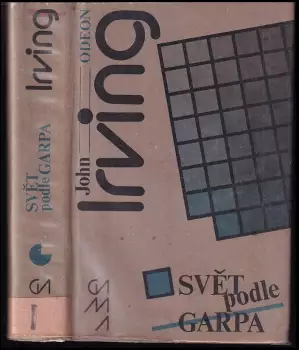 Irving
SVĚT
podle GARPA
I
John
Irving
ODEON
SVĚT
podle
GARPA